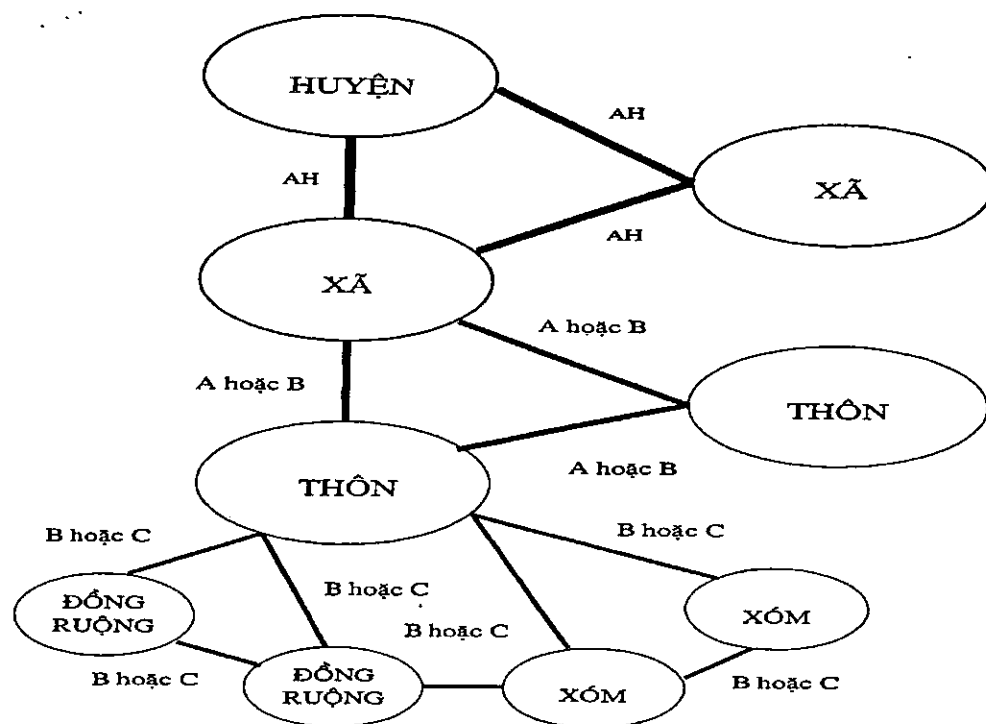 HUYỆN
AH
AH
XÃ
AH
XÃ
A hoặc B
A hoặc B
THÔN
A hoặc B
THÔN
B hoặc C
B hoặc C
B hoặc C
B hoặc C
ĐỒNG
RUỘNG
XÓM
B hoặc C
ĐỒNG
RUỘNG
XÓM
B hoặc C